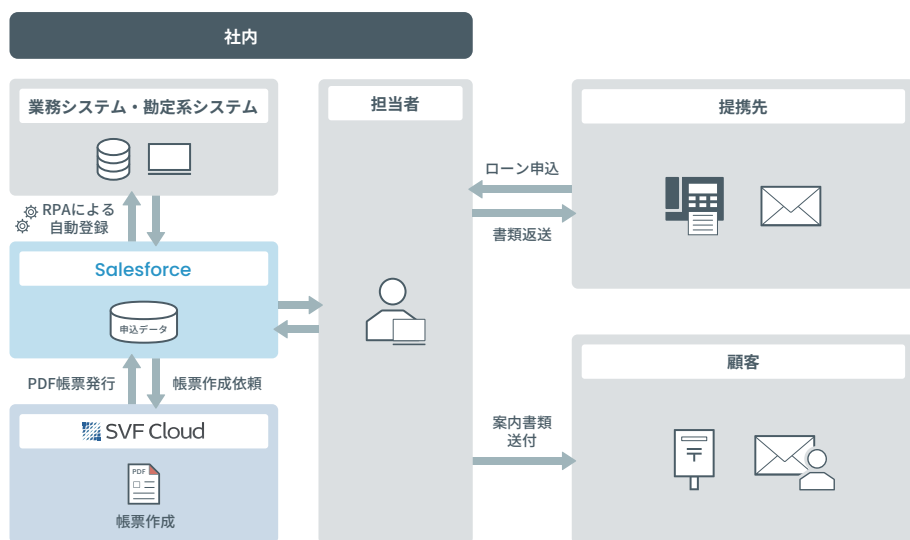 社内
業務システム・勘定系システム
RPAによる
自動登録
Salesforce
申込データ
PDF帳票発行
帳票作成依頼
SVF Cloud
PDF
帳票作成
担当者
ローン申込
書類返送
案内書類
送付
提携先
顧客
〒